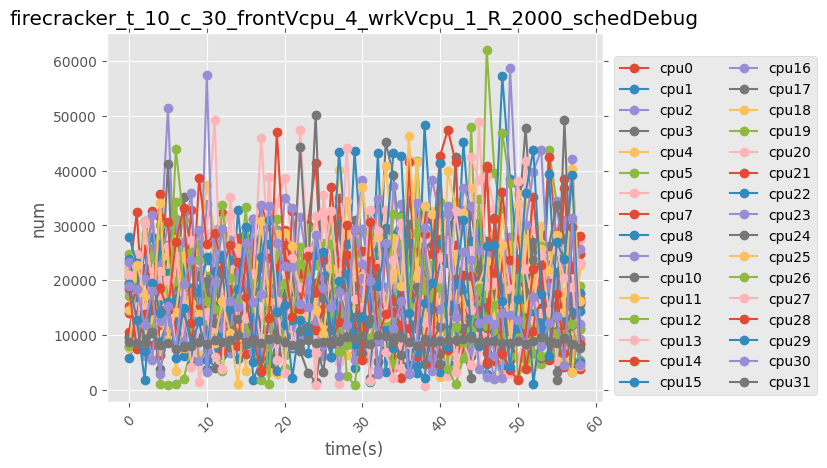 firecracker_t_10_c_30_frontVcpu_4_wrkVcpu_1_R_2000_schedDebug
num
60000
50000
40000
30000
20000
10000
0
0
10
20
30
40
50
60
time(s)
cpu0
cpu1
cpu2
cpu3
cpu4
cpu5
cpu6
cpu7
cpu8
cpu9
cpu10
cpu11
cpu12
cpu13
cpu14
cpu15
cpu16
cpu17
cpu18
cpu19
cpu20
cpu21
cpu22
cpu23
cpu24
cpu25
cpu26
cpu27
cpu28
cpu29
cpu30
cpu31